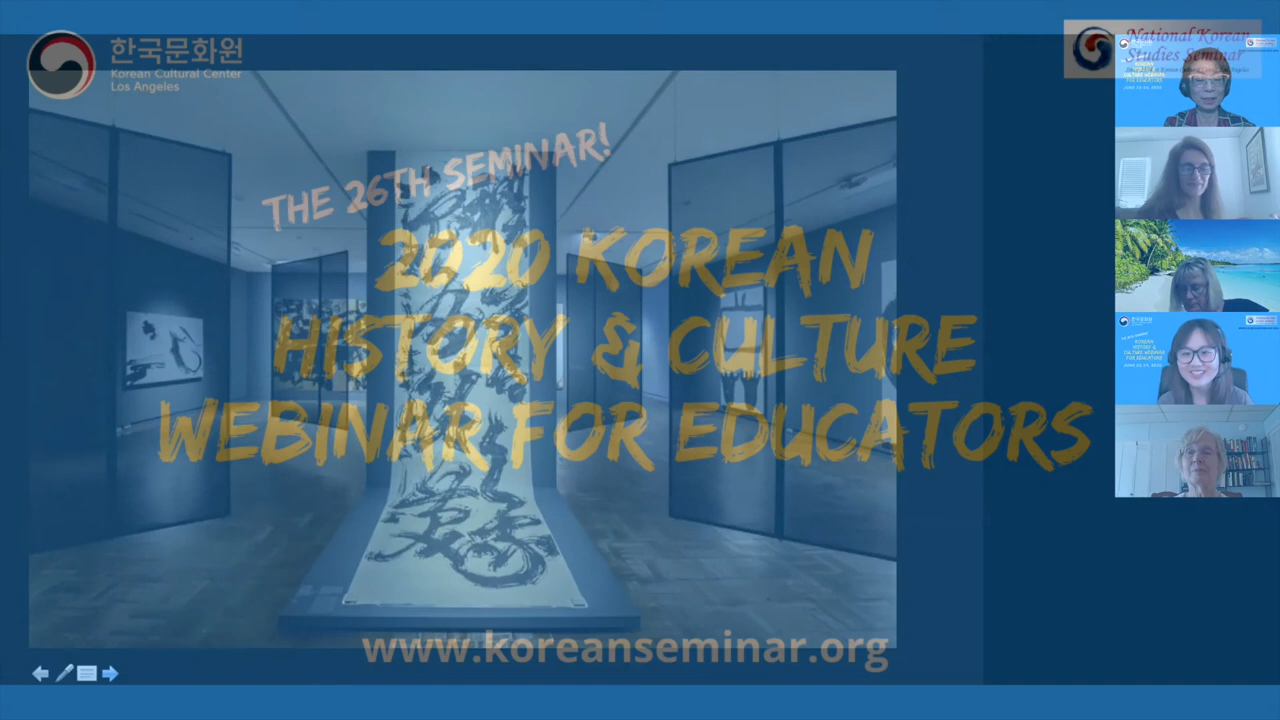 한국문화원
Korean Cultural Center
Los Angeles
National Korean
Studies Seminar
THE 26TH SEMINAR!
2020 KOREAN
HISTORY & CULTURE
WEBINAR FOR EDUCATORS
www.koreanseminar.org